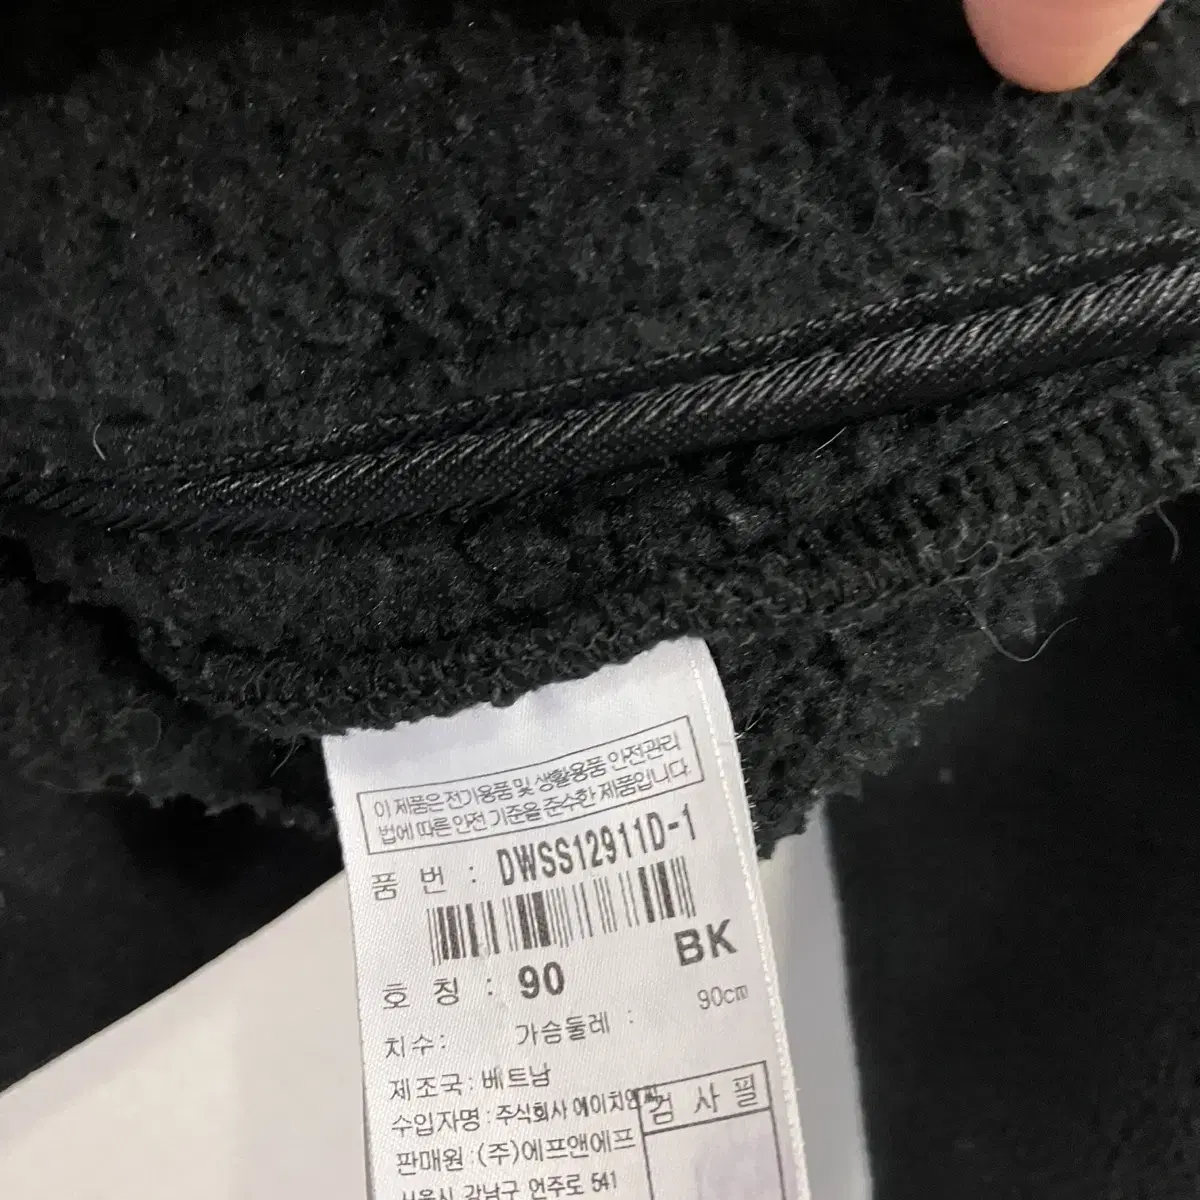 이 제품은 전기용품 및 생활용품 안전관리
법에 따른 안전 기준을 준수한 제품입니다.
품 번 : DWSS12911D-1
BK
호 칭 : 90
치수: 가슴둘레 : 90cm
제조국: 베트남
수입자명 : 주식회사 에이치앤
검 사 필
판매원 : (주)에프앤에프
서울시 강남구 언주로 541